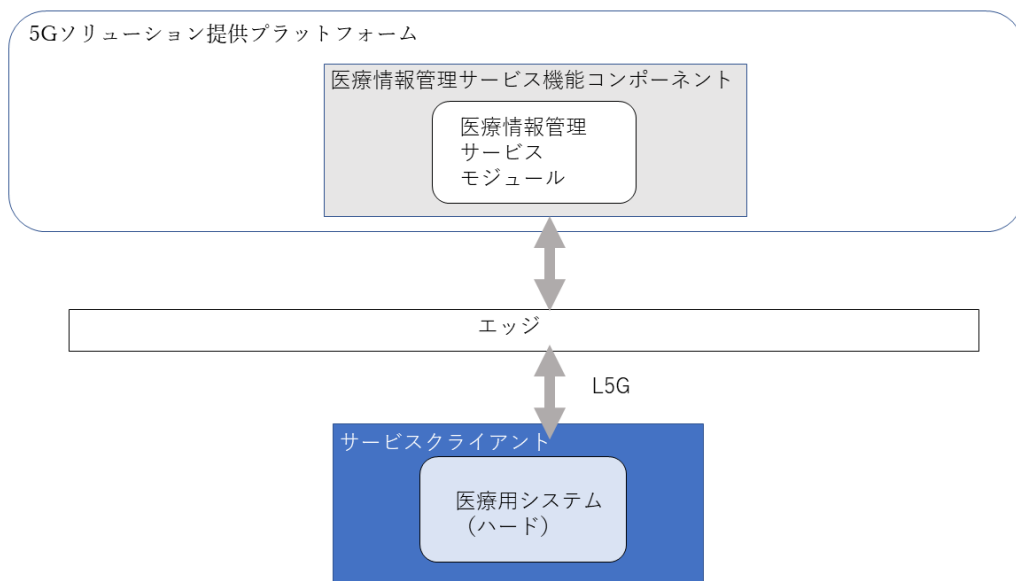 5Gソリューション提供プラットフォーム
医療情報管理サービス機能コンポーネント
医療情報管理
サービス
モジュール
エッジ
L5G
サービスクライアント
医療用システム
（ハード）